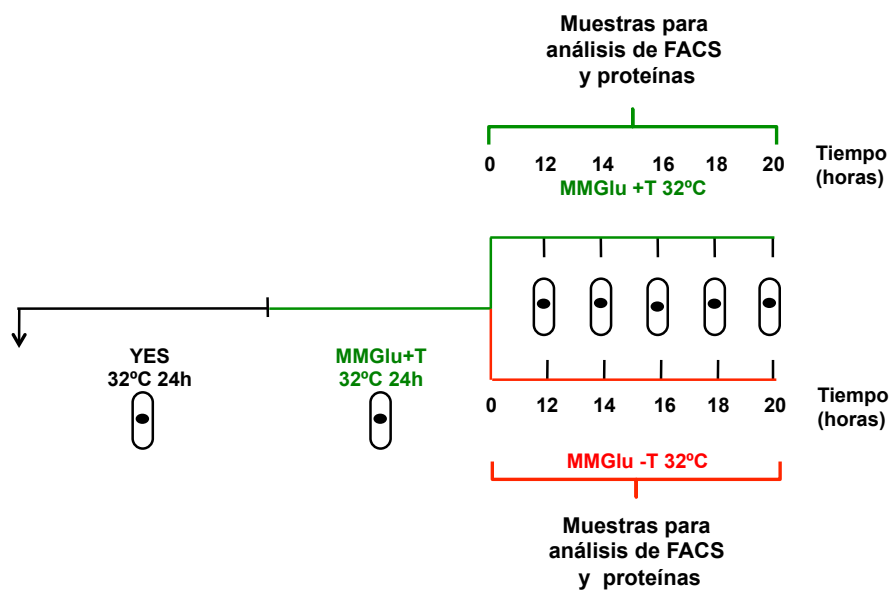 Muestras para
análisis de FACS
y proteínas
0 12 14 16 18 20
Tiempo
(horas)
MMGlu +T 32ºC
YES
32ºC 24h
MMGlu+T
32ºC 24h
0 12 14 16 18 20
Tiempo
(horas)
MMGlu -T 32ºC
Muestras para
análisis de FACS
y proteínas